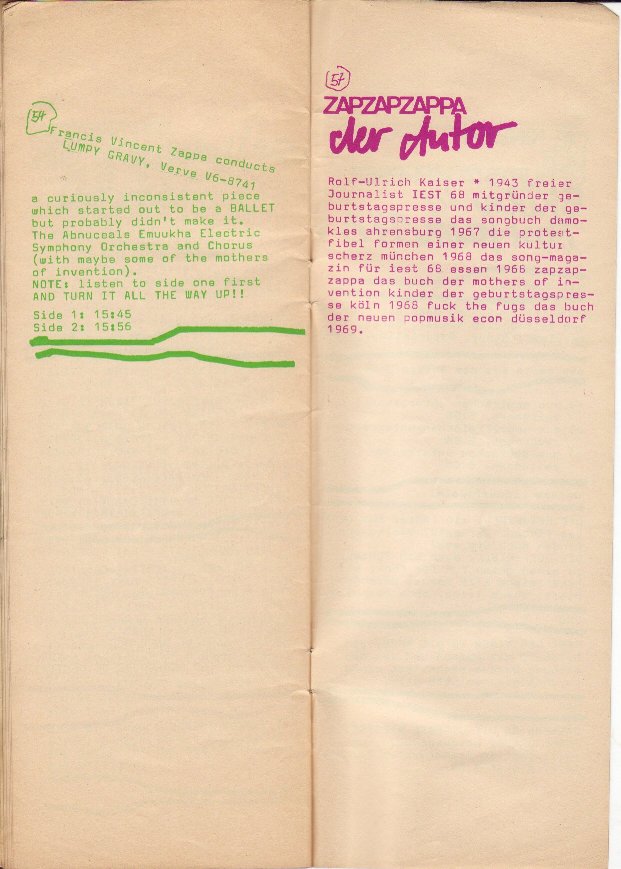 Francis Vincent Zappa conducts
LUMPY GRAVY, Verve V6-8741
a curiously inconsistent piece
which started out to be a BALLET
but probably didn't make it.
The Abnuceals Emuukha Electric
Symphony Orchestra and Chorus
(with maybe some of the mothers
of invention).
NOTE: listen to side one first
AND TURN IT ALL THE WAY UP!!
Side 1: 15:45
Side 2: 15:56
57
ZAPZAPZAPPA
der Autor
Rolf-Ulrich Kaiser * 1943 freier
Journalist IEST 68 mitgründer ge-
burtstagspresse und kinder der ge-
burtstagspresse das songbuch damo-
kles ahrensburg 1967 die protest-
fibel formen einer neuen kultur
scherz münchen 1968 das song-maga-
zin für iest 68 essen 1968 zapzap-
zappa das buch der mothers of in-
vention kinder der geburtstagspres-
se köln 1968 fuck the fugs das buch
der neuen popmusik econ düsseldorf
1969.